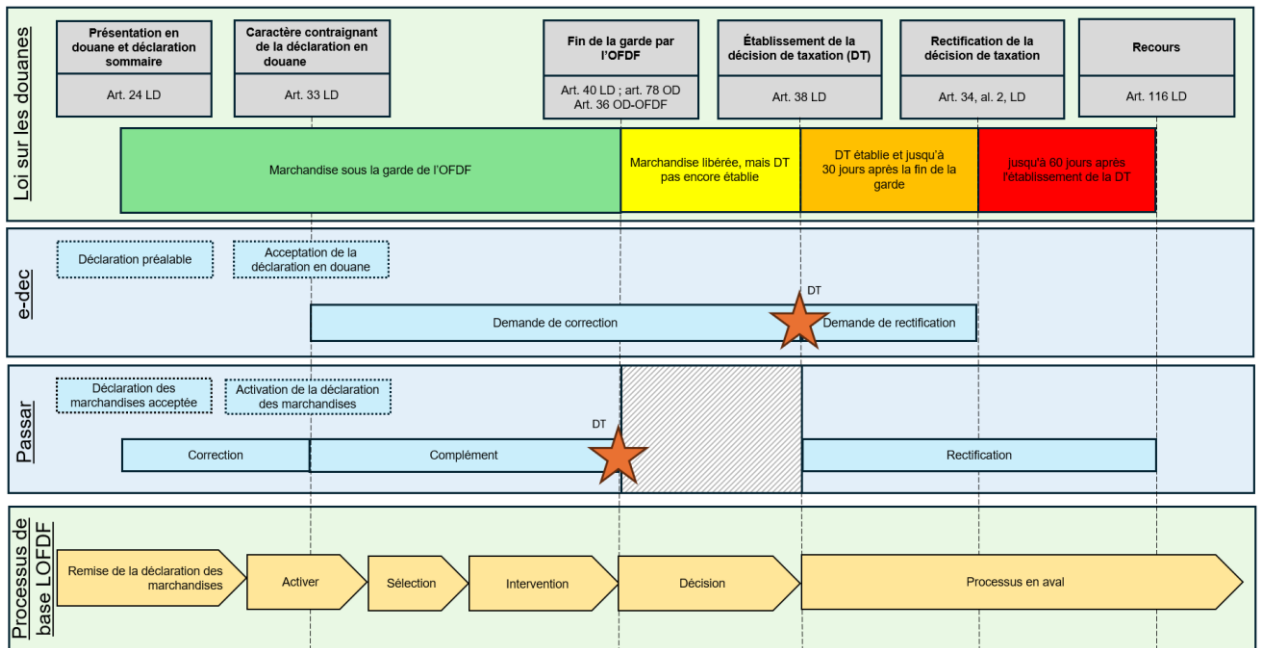 Loi sur les douanes
Présentation en
douane et déclaration
sommaire
Art. 24 LD
Caractère contraignant
de la déclaration en
douane
Art. 33 LD
Fin de la garde par
l'OFDF
Art. 40 LD ; art. 78 OD
Art. 36 OD-OFDF
Établissement de la
décision de taxation (DT)
Art. 38 LD
Rectification de la
décision de taxation
Art. 34, al. 2, LD
Recours
Art. 116 LD
Marchandise sous la garde de l'OFDF
Marchandise libérée, mais DT
pas encore établie
DT établie et jusqu'à
30 jours après la fin de la
garde
jusqu'à 60 jours après
l'établissement de la DT
e-dec
Déclaration préalable
Acceptation de la
déclaration en douane
DT
Demande de correction
Demande de rectification
Passar
Déclaration des
marchandises acceptée
Activation de la déclaration
des marchandises
DT
Correction
Complément
Rectification
Processus de
base LOFDF
Remise de la déclaration des
marchandises
Activer
Sélection
Intervention
Décision
Processus en aval